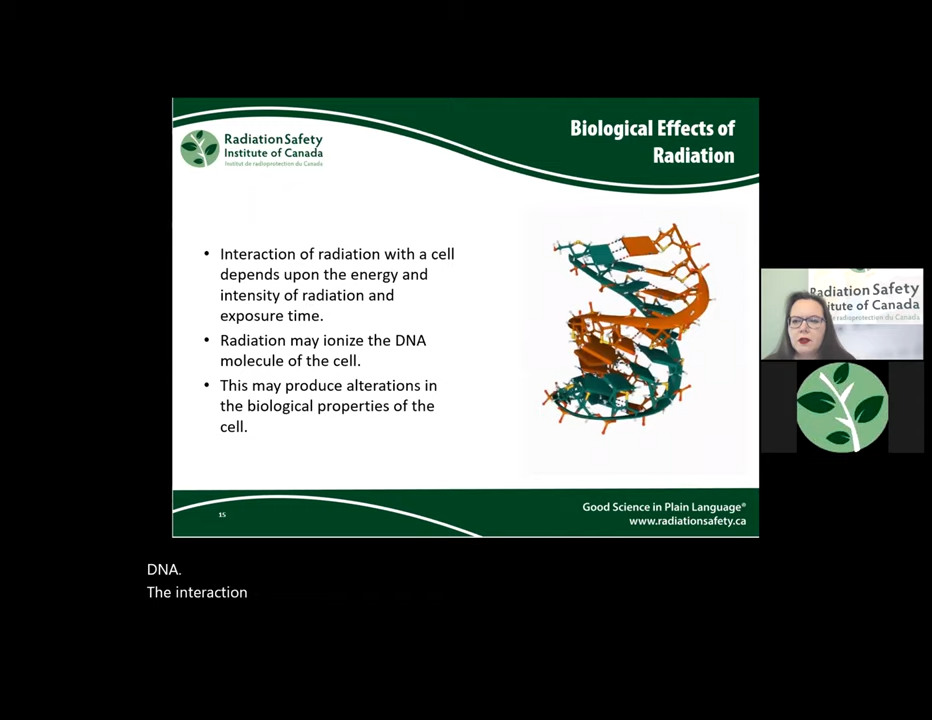 Biological Effects of
Radiation
Radiation Safety
Institute of Canada
Institut de radioprotection du Canada
• Interaction of radiation with a cell
depends upon the energy and
intensity of radiation and
exposure time.
• Radiation may ionize the DNA
molecule of the cell.
• This may produce alterations in
the biological properties of the
cell.
Radiation Safety
itute of Canada
radioprotection du Canada
15
Good Science in Plain Language®
www.radiationsafety.ca
DNA.
The interaction